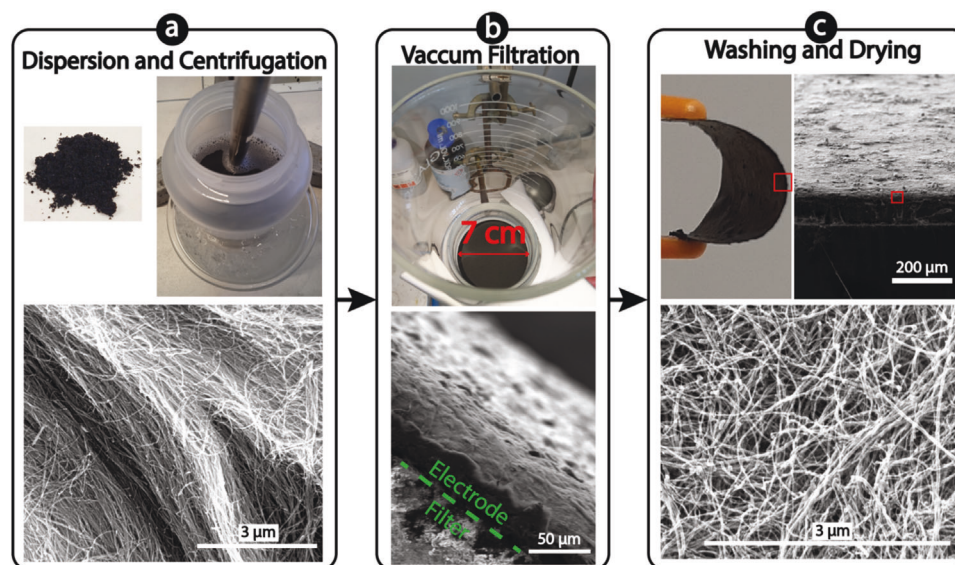 a
Dispersion and Centrifugation
3 µm
b
Vaccum Filtration
7 cm
Electrode
Filter
50 µm
c
Washing and Drying
200 µm
3 µm